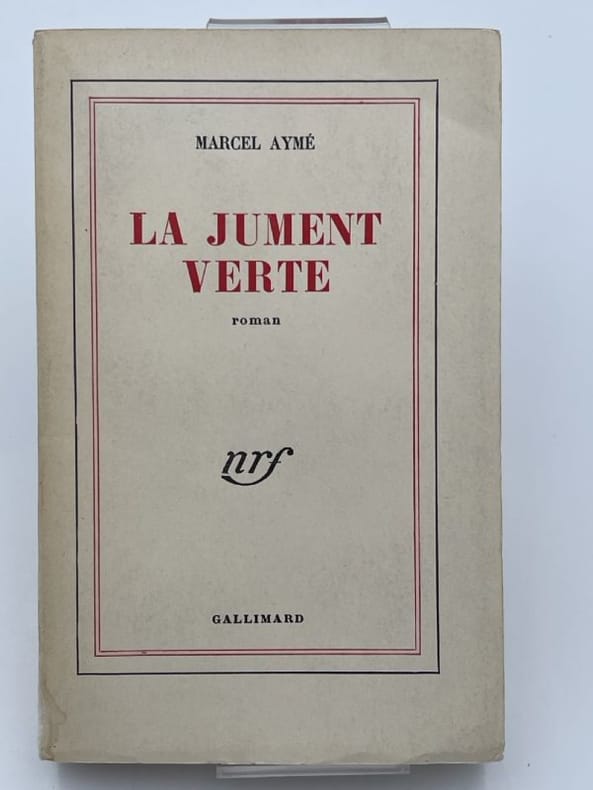 MARCEL AYMÉ
LA JUMENT
VERTE
roman
nrf
GALLIMARD